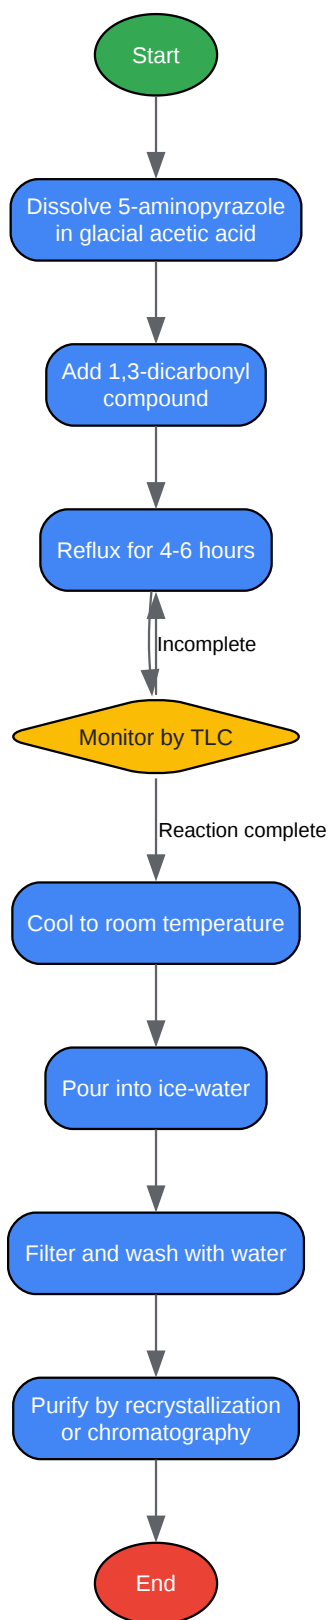 Start
Dissolve 5-aminopyrazole
in glacial acetic acid
Add 1,3-dicarbonyl
compound
Reflux for 4-6 hours
Incomplete
Monitor by TLC
Reaction complete
Cool to room temperature
Pour into ice-water
Filter and wash with water
Purify by recrystallization
or chromatography
End